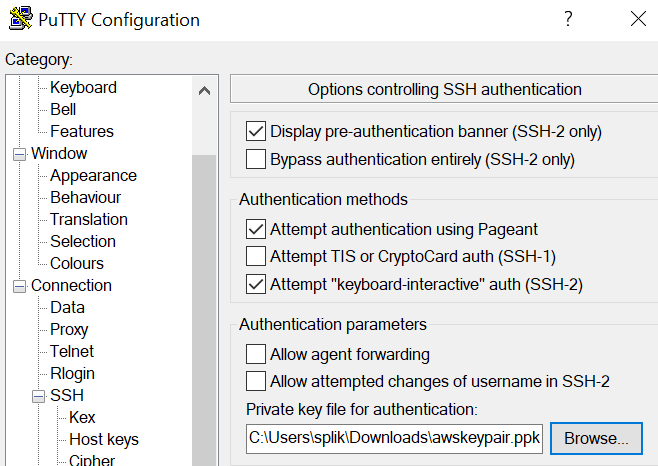 PuTTY Configuration
?
Category:
Keyboard
Bell
Features
Window
Appearance
Behaviour
Translation
Selection
Colours
Connection
Data
Proxy
Telnet
Rlogin
SSH
Kex
Host keys
Cipher
Options controlling SSH authentication
Display pre-authentication banner (SSH-2 only)
Bypass authentication entirely (SSH-2 only)
Authentication methods
Attempt authentication using Pageant
Attempt TIS or CryptoCard auth (SSH-1)
Attempt "keyboard-interactive" auth (SSH-2)
Authentication parameters
Allow agent forwarding
Allow attempted changes of username in SSH-2
Private key file for authentication:
C:\Users\splik\Downloads\awskeypair.ppk
Browse...